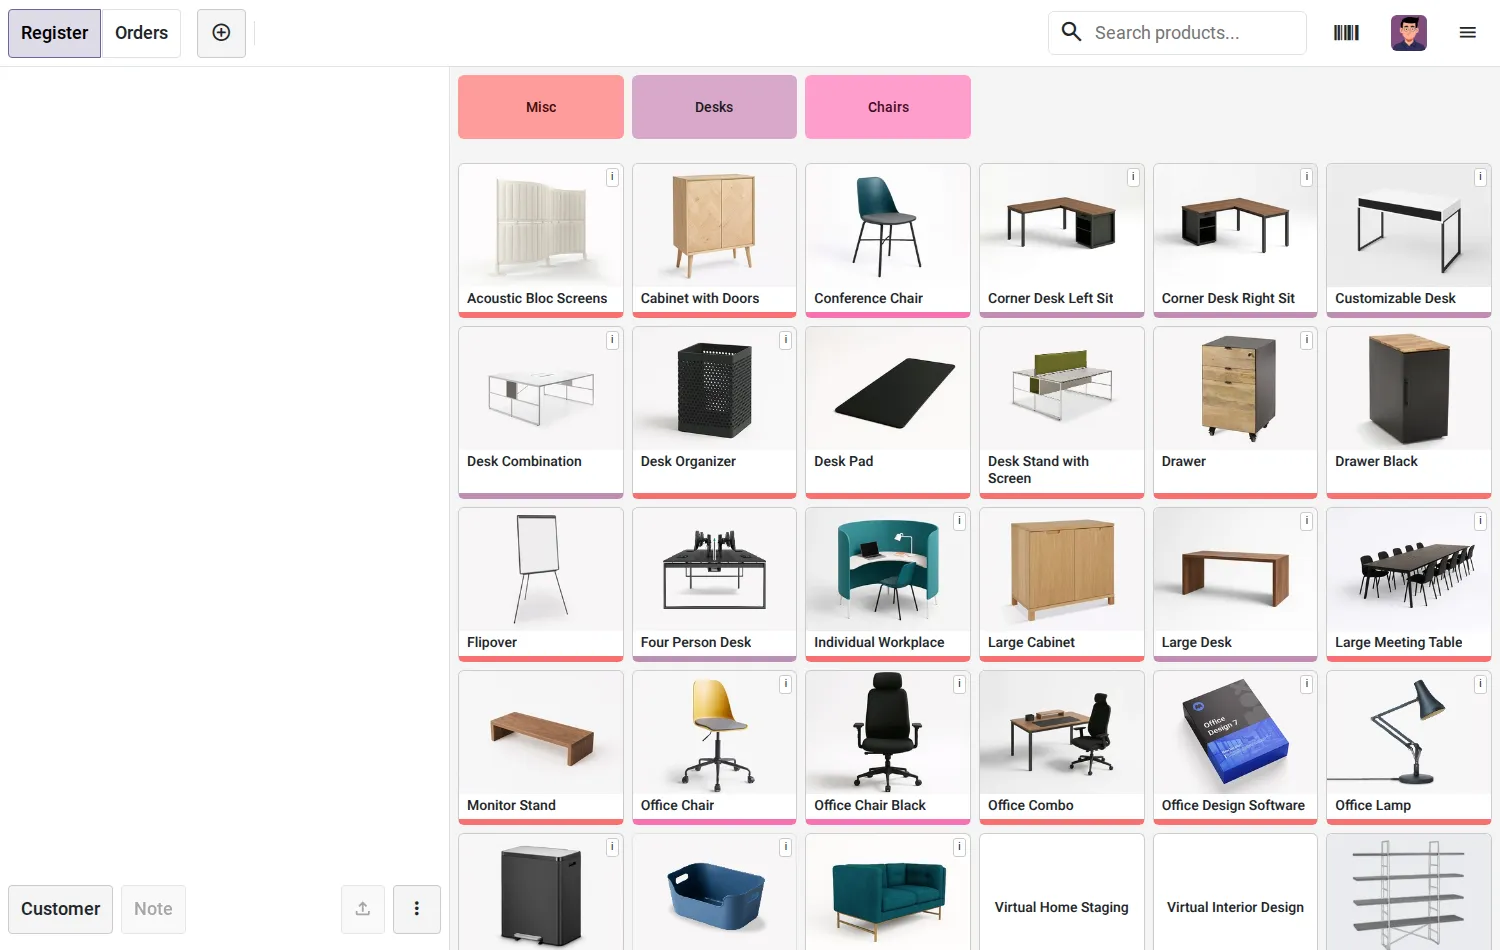 Register
Orders
Search products...
Misc
Desks
Chairs
i
i
i
i
Acoustic Bloc Screens
Cabinet with Doors
Conference Chair
Corner Desk Left Sit
Corner Desk Right Sit
Customizable Desk
i
i
i
Desk Combination
Desk Organizer
Desk Pad
Desk Stand with
Screen
Drawer
Drawer Black
i
i
i
Flipover
Four Person Desk
Individual Workplace
Large Cabinet
Large Desk
Large Meeting Table
i
i
i
i
Office
Design 7
Monitor Stand
Office Chair
Office Chair Black
Office Combo
Office Design Software
Office Lamp
i
i
i
Virtual Home Staging
Virtual Interior Design
Customer
Note